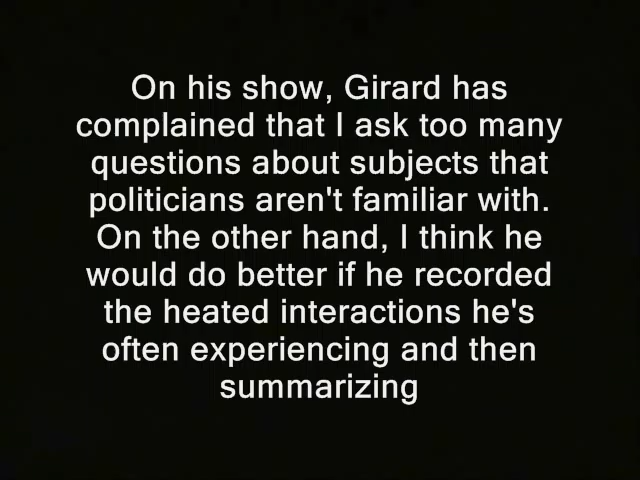 On his show, Girard has
complained that I ask too many
questions about subjects that
politicians aren't familiar with.
On the other hand, I think he
would do better if he recorded
the heated interactions he's
often experiencing and then
summarizing